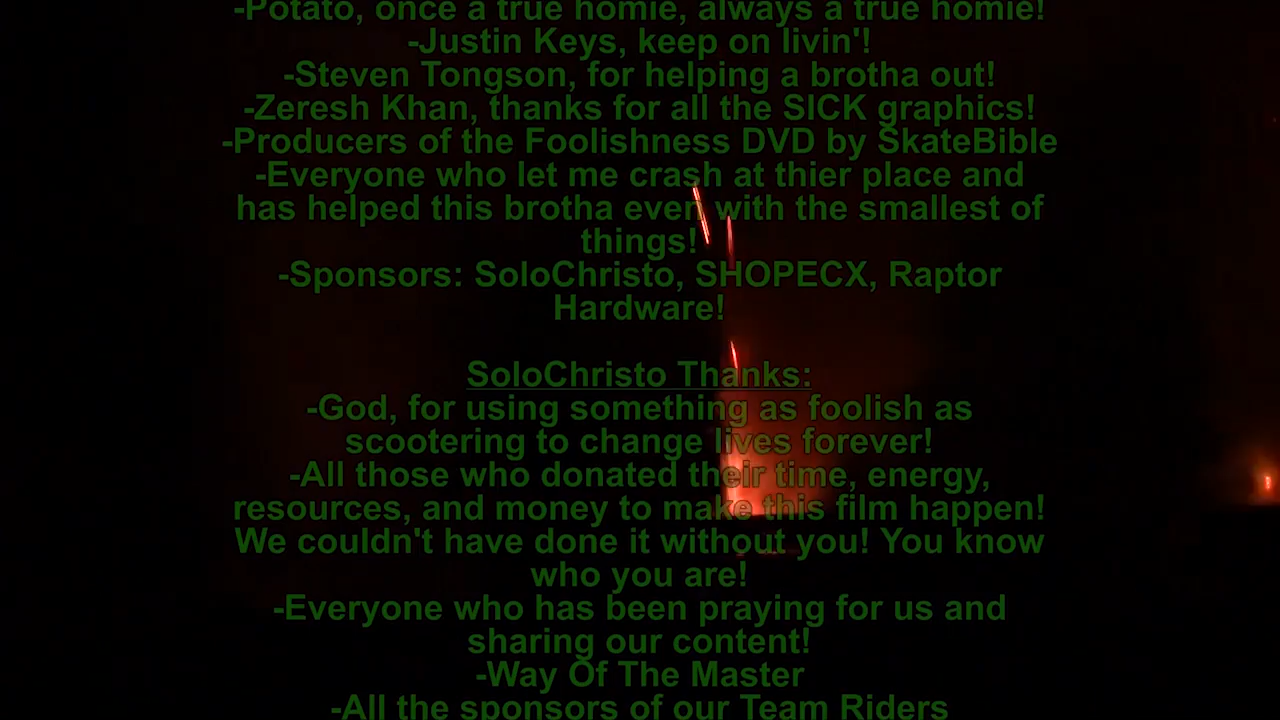 -Potato, once a true homie, always a true homie!
-Justin Keys, keep on livin'!
-Steven Tongson, for helping a brotha out!
-Zeresh Khan, thanks for all the SICK graphics!
-Producers of the Foolishness DVD by SkateBible
-Everyone who let me crash at thier place and
has helped this brotha even with the smallest of
things!
-Sponsors: SoloChristo, SHOPECX, Raptor
Hardware!
SoloChristo Thanks:
-God, for using something as foolish as
scootering to change lives forever!
-All those who donated their time, energy,
resources, and money to make this film happen!
We couldn't have done it without you! You know
who you are!
-Everyone who has been praying for us and
sharing our content!
-Way Of The Master
-All the sponsors of our Team Riders